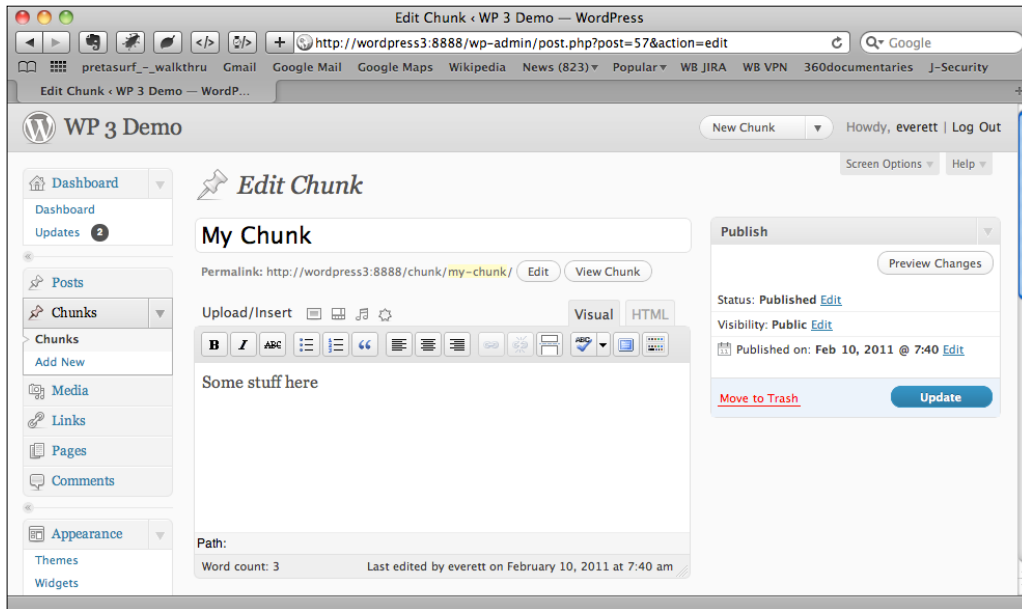 Edit Chunk ‹ WP 3 Demo — WordPress
http://wordpress3:8888/wp-admin/post.php?post=57&action=edit
Google
pretasurf_-_walkthru Gmail Google Mail Google Maps Wikipedia News (823) Popular WB JIRA WB VPN 360documentaries J-Security
Edit Chunk ‹ WP 3 Demo — WordP...
WP 3 Demo
New Chunk
Howdy, everett | Log Out
Screen Options
Help
Dashboard
Dashboard
Updates 2
Posts
Chunks
Chunks
Add New
Media
Links
Pages
Comments
Appearance
Themes
Widgets
Edit Chunk
My Chunk
Permalink: http://wordpress3:8888/chunk/my-chunk/ Edit View Chunk
Upload/Insert
Visual HTML
B I ABC
ABC
Some stuff here
Path:
Word count: 3
Last edited by everett on February 10, 2011 at 7:40 am
Publish
Preview Changes
Status: Published Edit
Visibility: Public Edit
Published on: Feb 10, 2011 @ 7:40 Edit
Move to Trash
Update